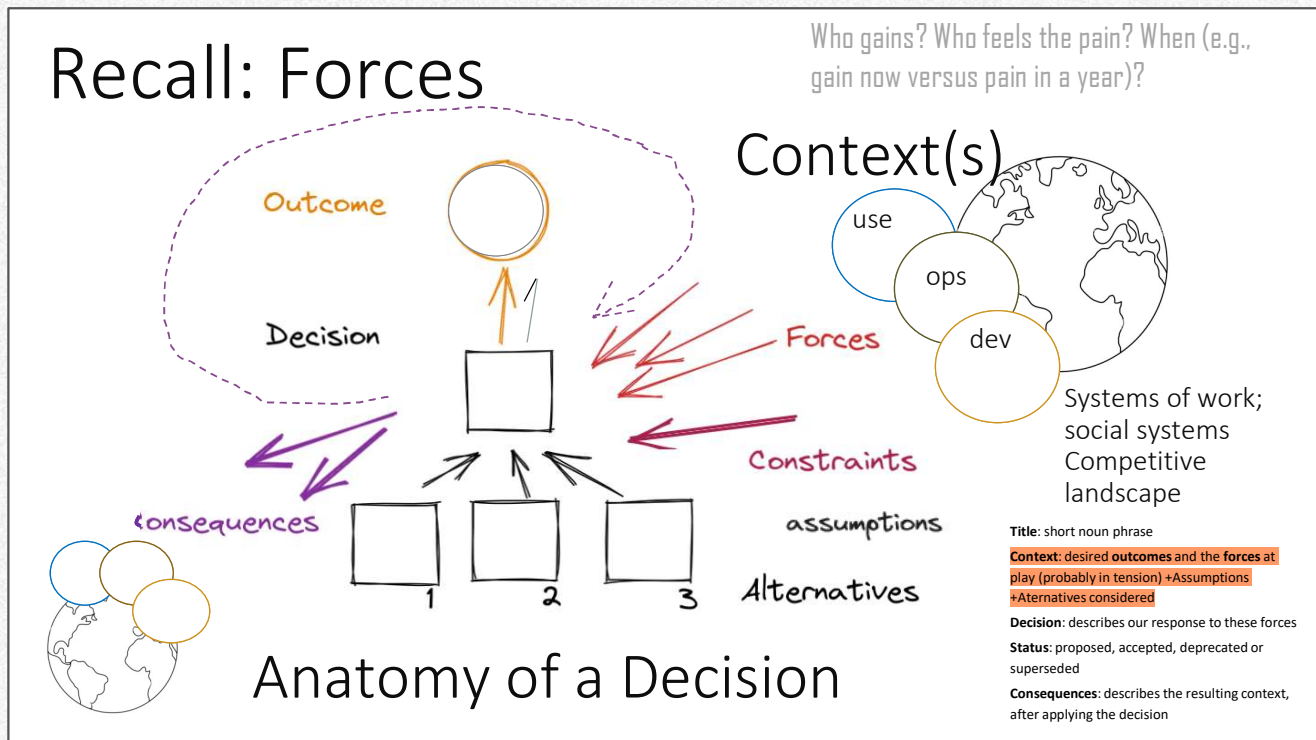 Recall: Forces
Who gains? Who feels the pain? When (e.g.,
gain now versus pain in a year)?
Context(s)
use
ops
dev
Outcome
Decision
Forces
Constraints
Consequences
assumptions
Alternatives
1
2
3
Systems of work;
social systems
Competitive
landscape
Title: short noun phrase
Context: desired outcomes and the forces at
play (probably in tension) +Assumptions
+Aternatives considered
Decision: describes our response to these forces
Status: proposed, accepted, deprecated or
superseded
Consequences: describes the resulting context,
after applying the decision
Anatomy of a Decision